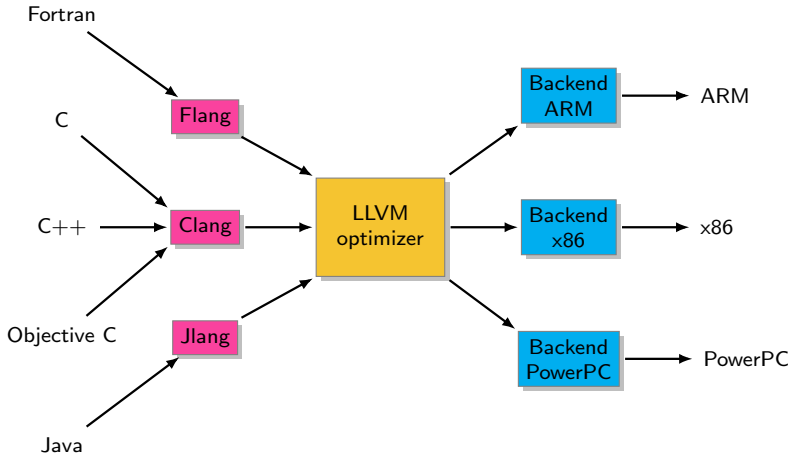 Fortran
C
C++
Objective C
Java
Flang
Clang
Jlang
LLVM
optimizer
Backend
ARM
Backend
x86
Backend
PowerPC
ARM
x86
PowerPC